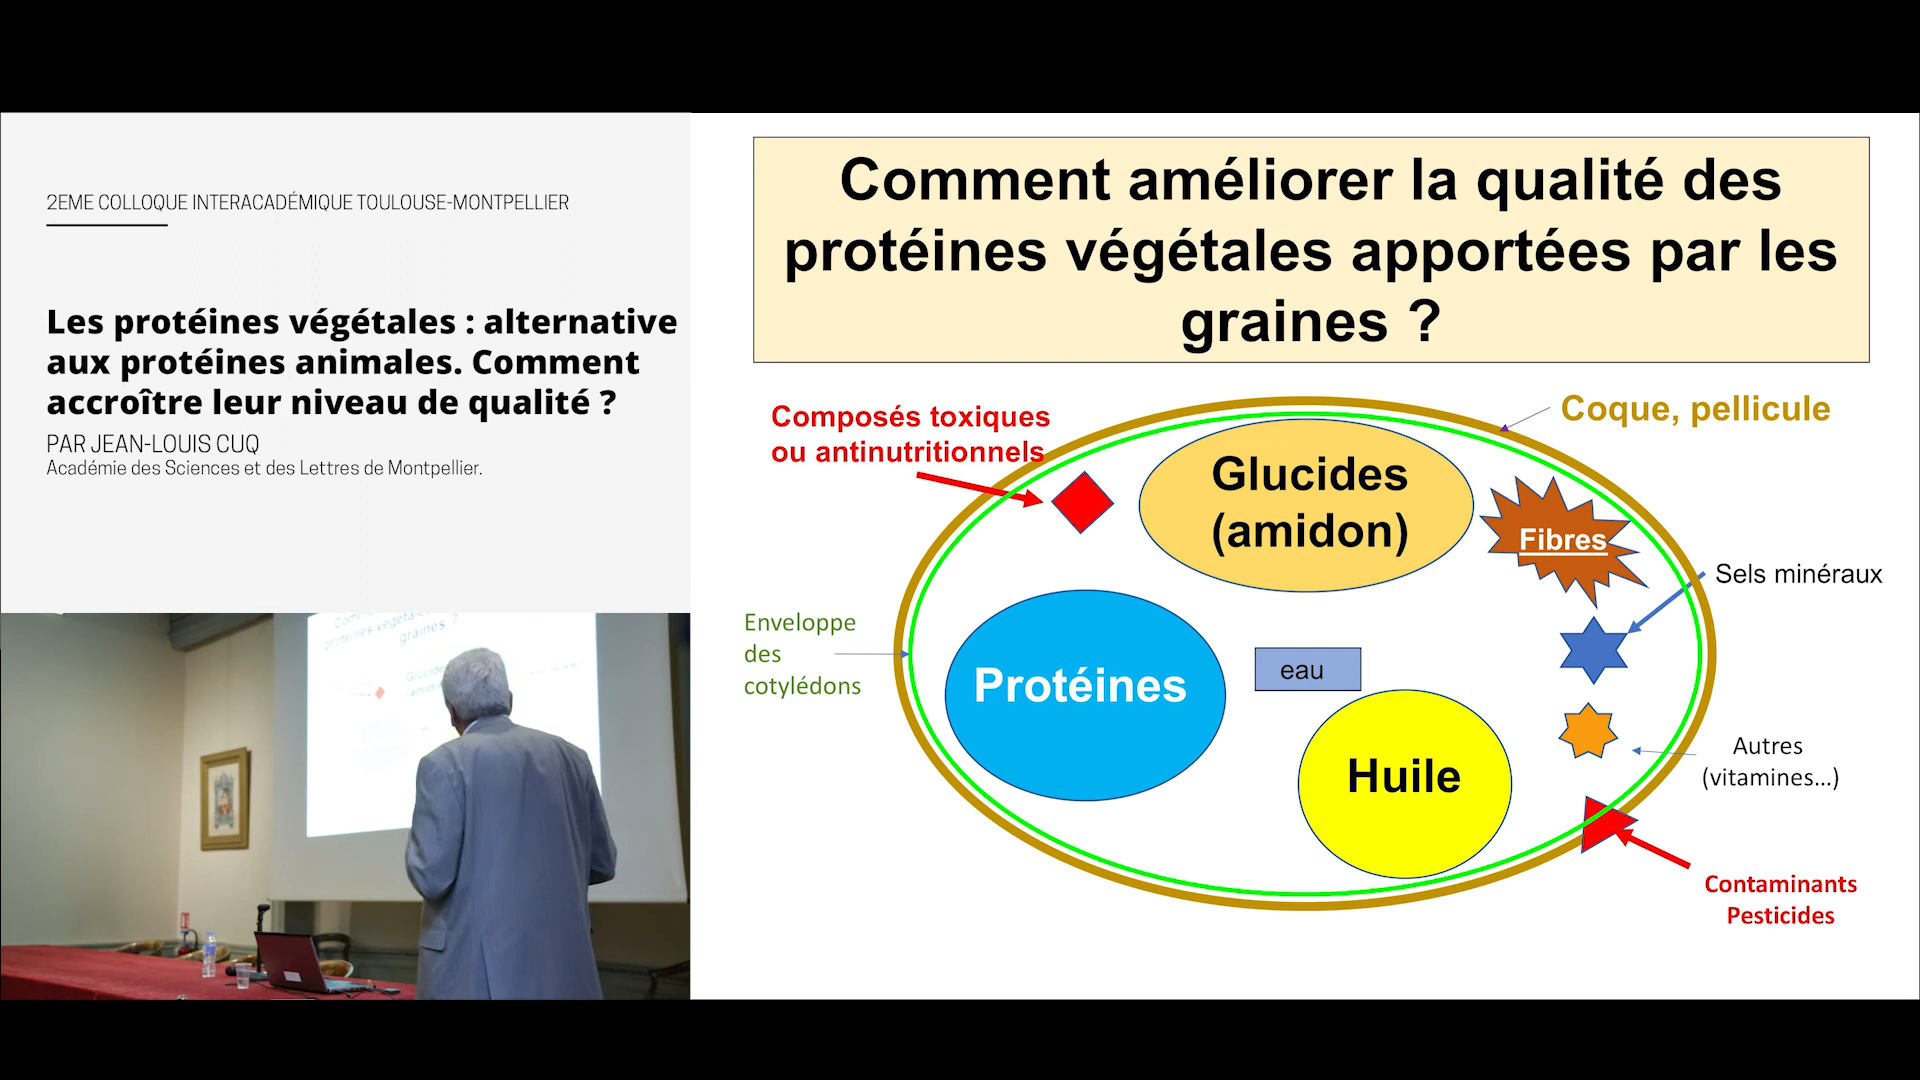 2EME COLLOQUE INTERACADÉMIQUE TOULOUSE-MONTPELLIER
Les protéines végétales : alternative
aux protéines animales. Comment
accroître leur niveau de qualité ?
PAR JEAN-LOUIS CUQ
Académie des Sciences et des Lettres de Montpellier.
Comment améliorer la qualité des
protéines végétales apportées par les
graines ?
Composés toxiques
ou antinutritionnels
Coque, pellicule
Glucides
(amidon)
Fibres
Sels minéraux
Enveloppe
des
cotylédons
Protéines
eau
Huile
Autres
(vitamines...)
Contaminants
Pesticides
protéines végétales
graines ?